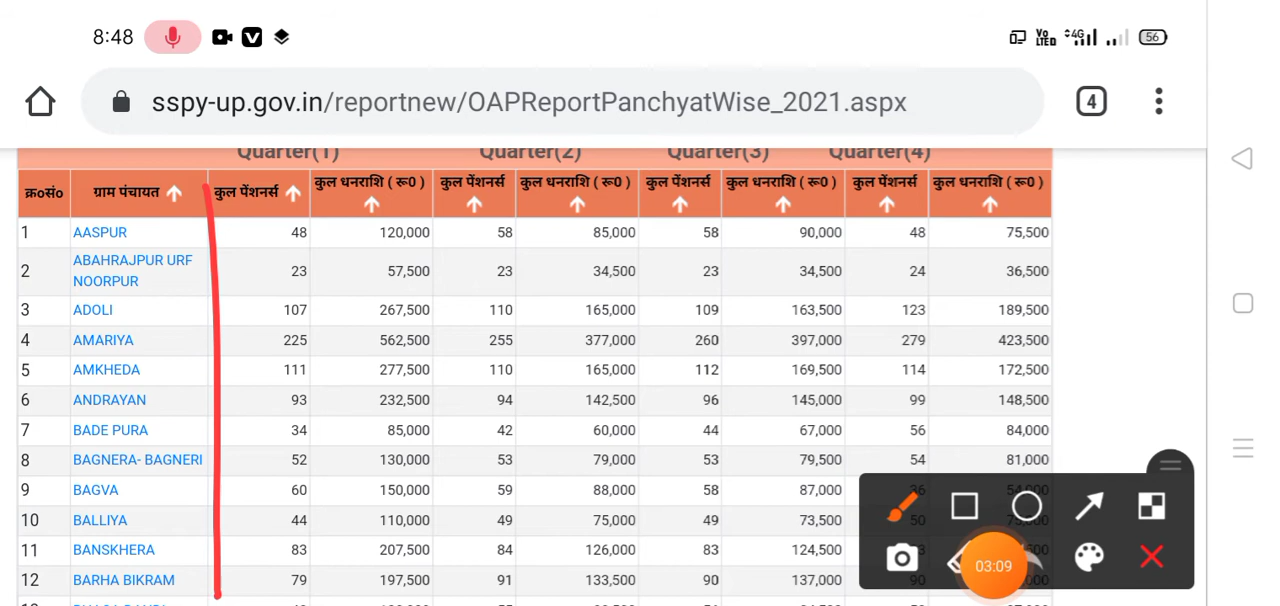 8:48 VoLTED 4G 56
sspy-up.gov.in/reportnew/OAPReportPanchyatWise_2021.aspx 4
Quarter(1) Quarter(2) Quarter(3) Quarter(4)
क्र०सं० ग्राम पंचायत कुल पेंशनर्स कुल धनराशि ( रू0 ) कुल पेंशनर्स कुल धनराशि ( रू0 ) कुल पेंशनर्स कुल धनराशि ( रू0 ) कुल पेंशनर्स कुल धनराशि ( रू0 )
1 AASPUR 48 120,000 58 85,000 58 90,000 48 75,500
2 ABAHRAJPUR URF NOORPUR 23 57,500 23 34,500 23 34,500 24 36,500
3 ADOLI 107 267,500 110 165,000 109 163,500 123 189,500
4 AMARIYA 225 562,500 255 377,000 260 397,000 279 423,500
5 AMKHEDA 111 277,500 110 165,000 112 169,500 114 172,500
6 ANDRAYAN 93 232,500 94 142,500 96 145,000 99 148,500
7 BADE PURA 34 85,000 42 60,000 44 67,000 56 84,000
8 BAGNERA- BAGNERI 52 130,000 53 79,000 53 79,500 54 81,000
9 BAGVA 60 150,000 59 88,000 58 87,000
10 BALLIYA 44 110,000 49 75,000 49 73,500 50
11 BANSKHERA 83 207,500 84 126,000 83 124,500
12 BARHA BIKRAM 79 197,500 91 133,500 90 137,000 90
03:09